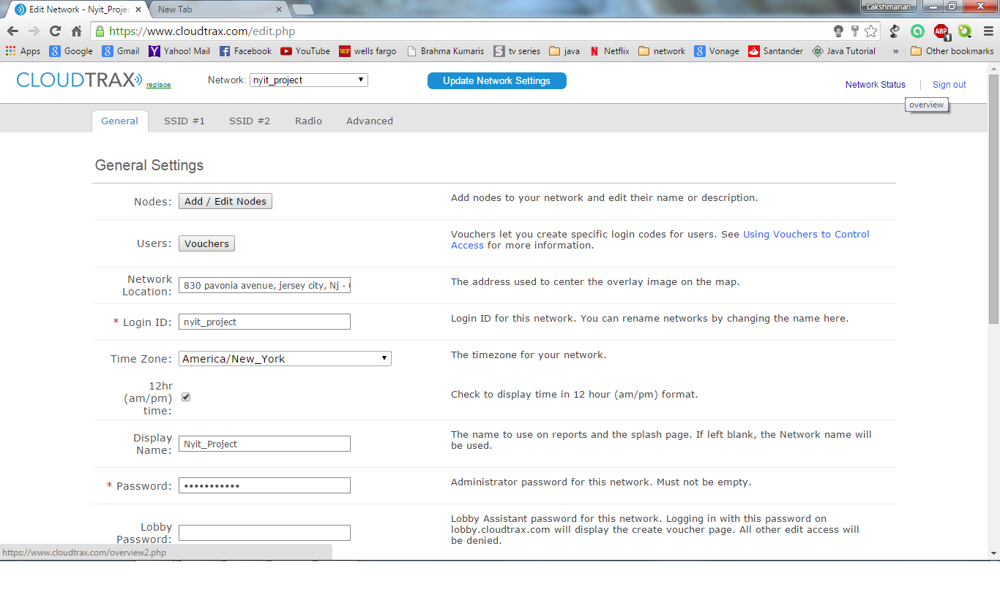 Edit Network - Nyit_Projec
New Tab
Lakshmanan
https://www.cloudtrax.com/edit.php
ABP
1
Apps
Google
Gmail
Yahoo! Mail
Facebook
YouTube
wells fargo
Brahma Kumaris
tv series
java
Netflix
network
Vonage
Santander
Java Tutorial
»
Other bookmarks
CLOUDTRAX
replace
Network:
nyit_project
Update Network Settings
Network Status
Sign out
overview
General
SSID #1
SSID #2
Radio
Advanced
General Settings
Nodes:
Add / Edit Nodes
Add nodes to your network and edit their name or description.
Users:
Vouchers
Vouchers let you create specific login codes for users. See Using Vouchers to Control
Access for more information.
Network
Location:
830 pavonia avenue, jersey city, Nj -
The address used to center the overlay image on the map.
* Login ID:
nyit_project
Login ID for this network. You can rename networks by changing the name here.
Time Zone:
America/New_York
The timezone for your network.
12hr
(am/pm)
time:
Check to display time in 12 hour (am/pm) format.
Display
Name:
Nyit_Project
The name to use on reports and the splash page. If left blank, the Network name will
be used.
* Password:
•••••••••••
Administrator password for this network. Must not be empty.
Lobby
Password:
Lobby Assistant password for this network. Logging in with this password on
lobby.cloudtrax.com will display the create voucher page. All other edit access will
be denied.
https://www.cloudtrax.com/overview2.php